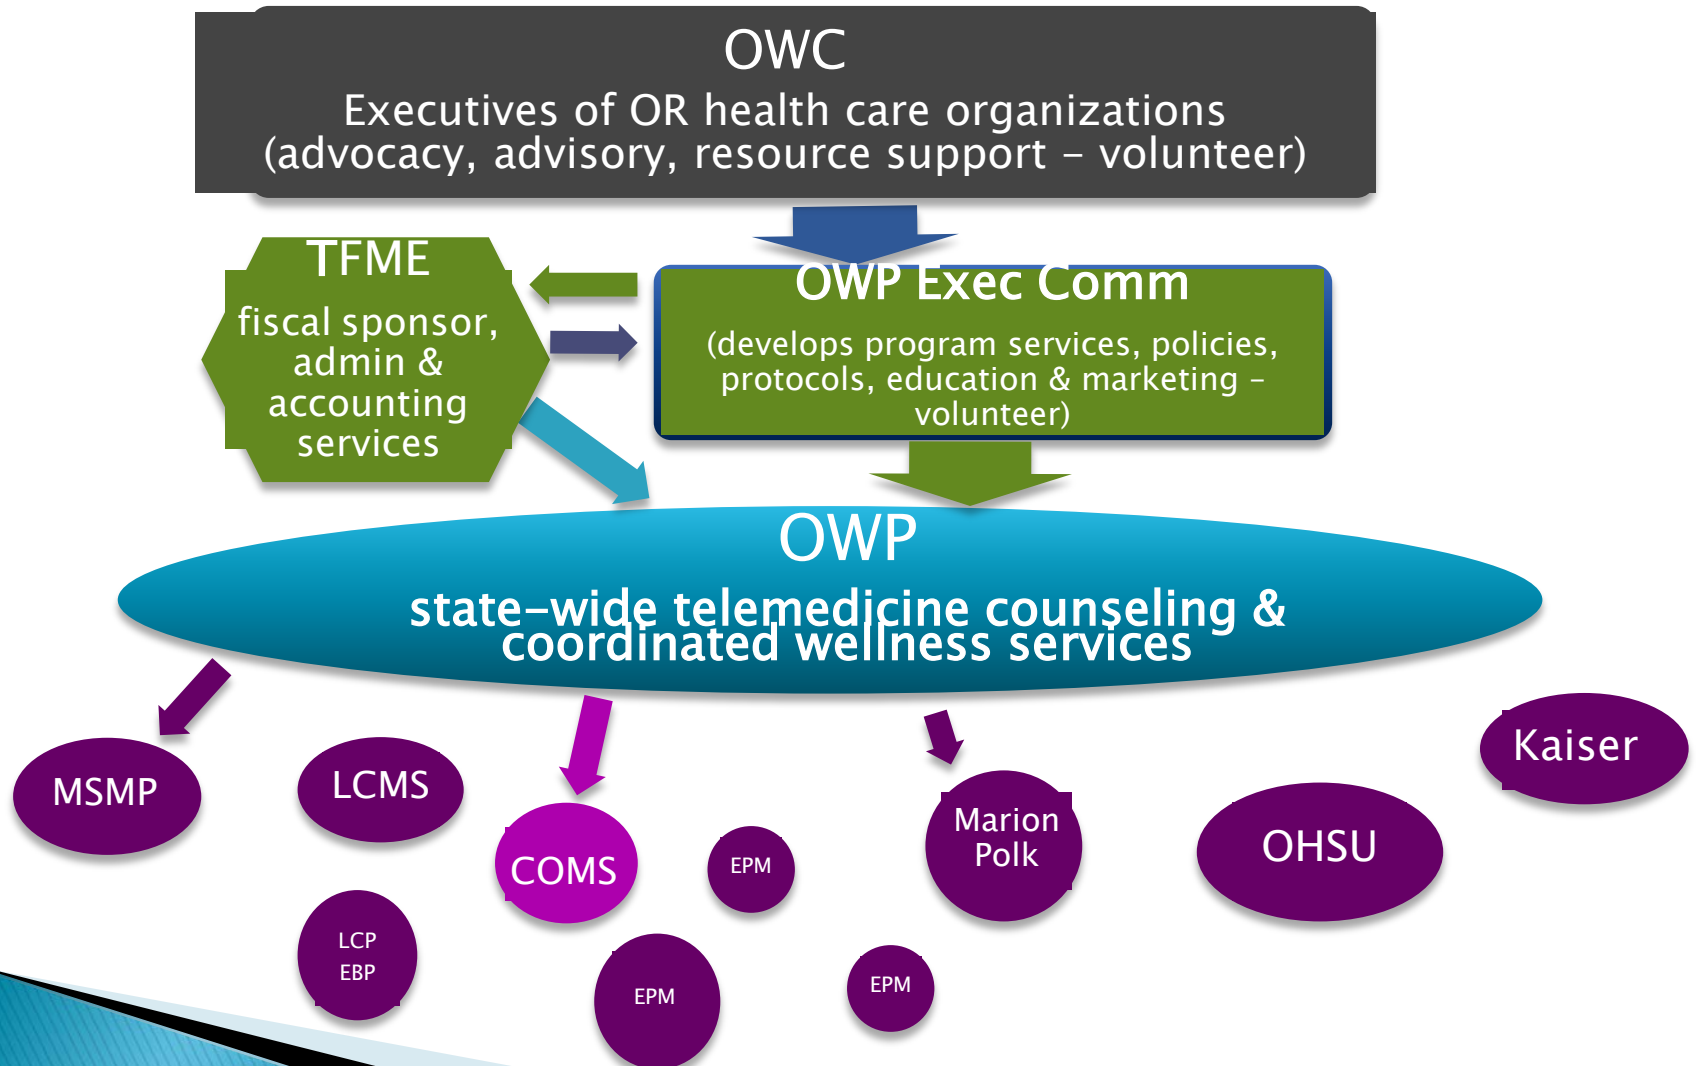 OWC
Executives of OR health care organizations
(advocacy, advisory, resource support – volunteer)
TFME
fiscal sponsor,
admin &
accounting
services
OWP Exec Comm
(develops program services, policies,
protocols, education & marketing –
volunteer)
OWP
state-wide telemedicine counseling &
coordinated wellness services
MSMP
LCMS
COMS
EPM
Marion
Polk
OHSU
Kaiser
LCP
EBP
EPM
EPM